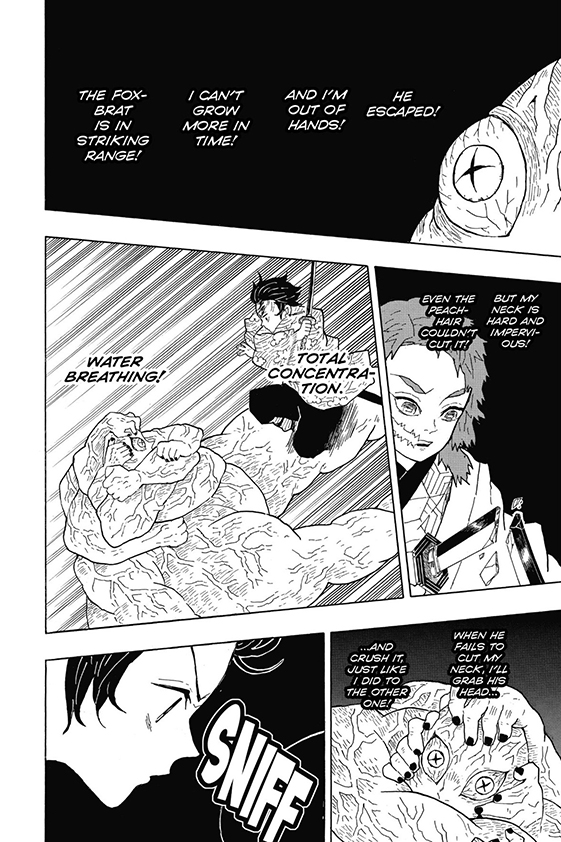 HE
ESCAPED!
AND I'M
OUT OF
HANDS!
I CAN'T
GROW
MORE IN
TIME!
THE FOX-
BRAT
IS IN
STRIKING
RANGE!
BUT MY
NECK IS
HARD AND
IMPERVI-
OUS!
EVEN THE
PEACH-
HAIR
COULDN'T
CUT IT!
TOTAL
CONCENTRA-
TION.
WATER
BREATHING!
WHEN HE
FAILS TO
CUT MY
NECK, I'LL
GRAB HIS
HEAD...
...AND
CRUSH IT,
JUST LIKE
I DID TO
THE OTHER
ONE!
SNIFF